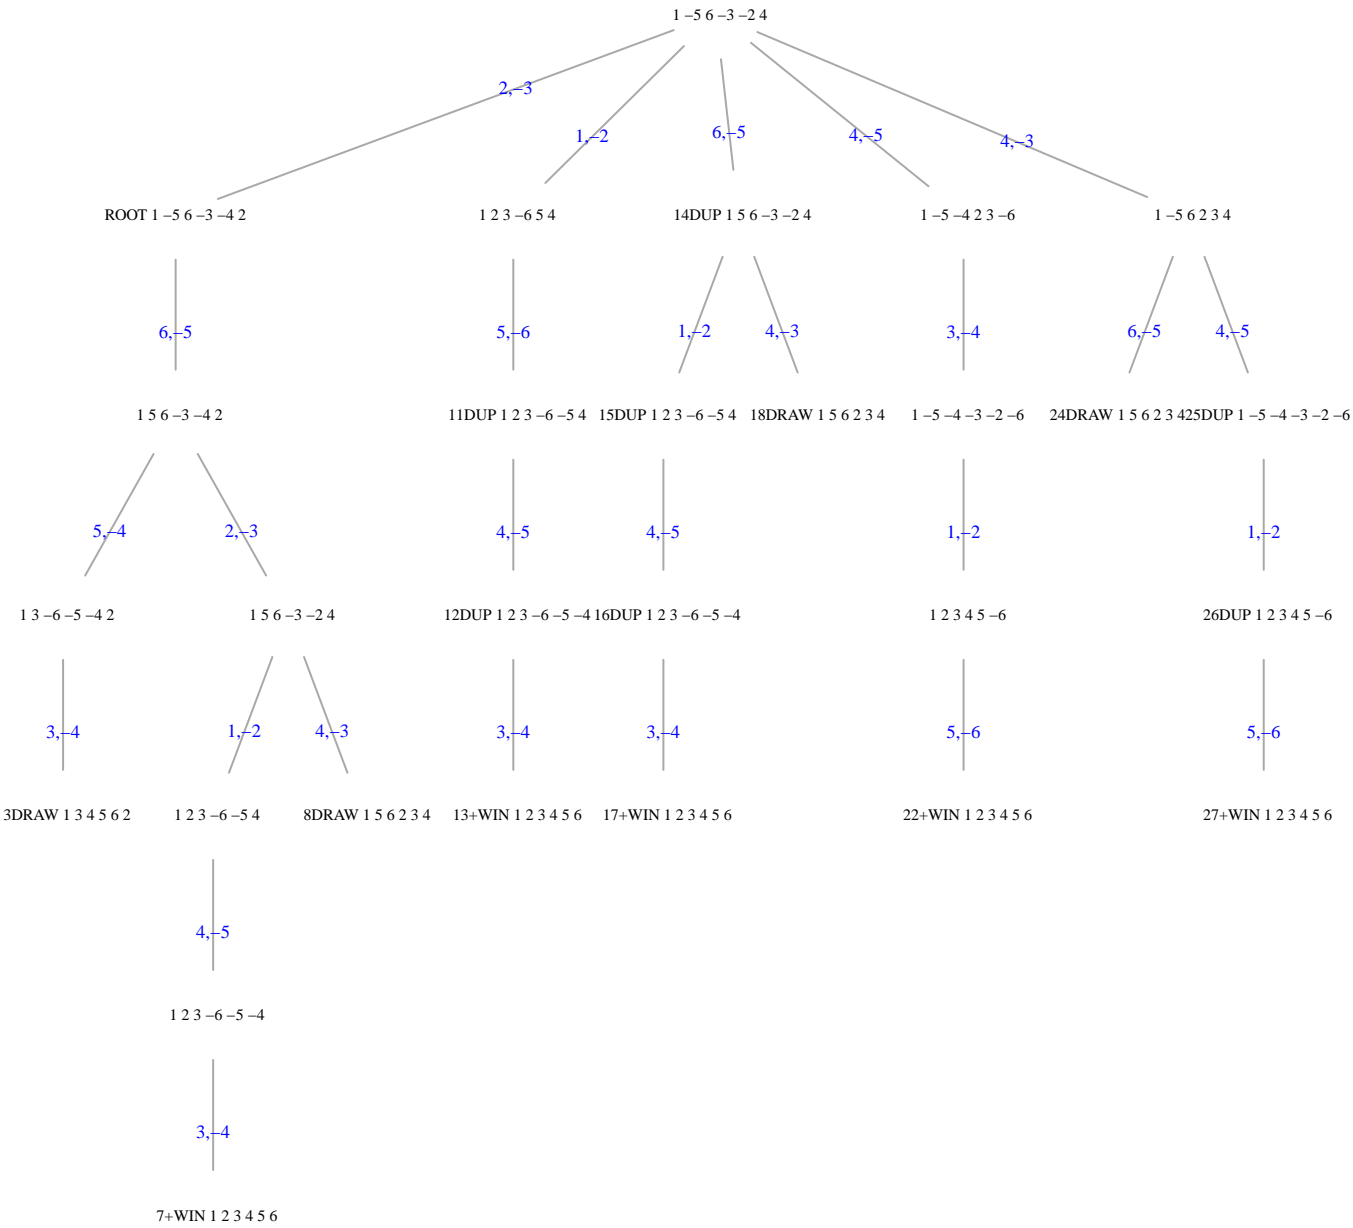 1 –5 6 –3 –2 4
2,–3
1,–2
6,–5
4,–5
4,–3
ROOT 1 –5 6 –3 –4 2
1 2 3 –6 5 4
14DUP 1 5 6 –3 –2 4
1 –5 –4 2 3 –6
1 –5 6 2 3 4
6,–5
5,–6
1,–2
4,–3
3,–4
6,–5
4,–5
1 5 6 –3 –4 2
11DUP 1 2 3 –6 –5 4
15DUP 1 2 3 –6 –5 4
18DRAW 1 5 6 2 3 4
1 –5 –4 –3 –2 –6
24DRAW 1 5 6 2 3 4
25DUP 1 –5 –4 –3 –2 –6
5,–4
2,–3
4,–5
4,–5
1,–2
1,–2
1 3 –6 –5 –4 2
1 5 6 –3 –2 4
12DUP 1 2 3 –6 –5 –4
16DUP 1 2 3 –6 –5 –4
1 2 3 4 5 –6
26DUP 1 2 3 4 5 –6
3,–4
1,–2
4,–3
3,–4
3,–4
5,–6
5,–6
3DRAW 1 3 4 5 6 2
1 2 3 –6 –5 4
8DRAW 1 5 6 2 3 4
13+WIN 1 2 3 4 5 6
17+WIN 1 2 3 4 5 6
22+WIN 1 2 3 4 5 6
27+WIN 1 2 3 4 5 6
4,–5
1 2 3 –6 –5 –4
3,–4
7+WIN 1 2 3 4 5 6